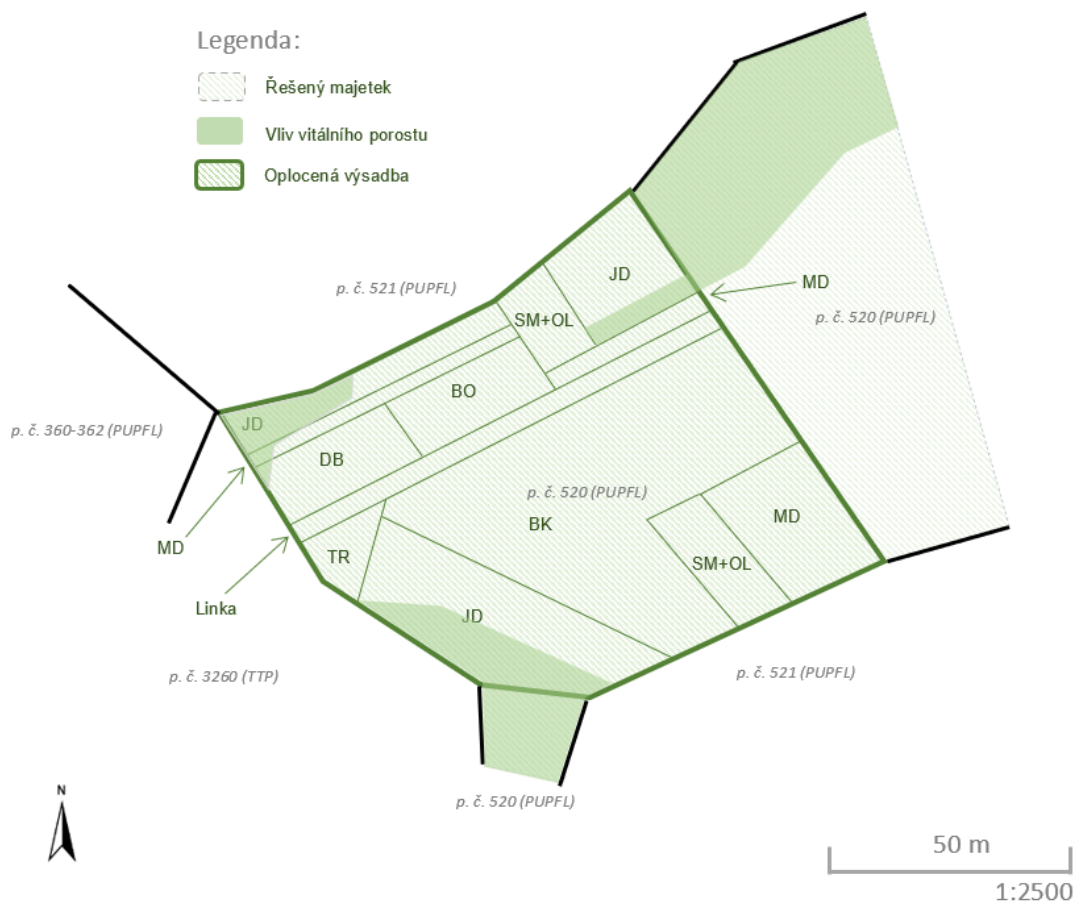 Legenda:
Řešený majetek
Vliv vitálního porostu
Oplocená výsadba
p. č. 521 (PUPFL)
JD
MD
SM+OL
p. č. 520 (PUPFL)
BO
JD
p. č. 360-362 (PUPFL)
DB
p. č. 520 (PUPFL)
BK
MD
MD
TR
SM+OL
Linka
JD
p. č. 3260 (TTP)
p. č. 521 (PUPFL)
N
p. č. 520 (PUPFL)
50 m
1:2500